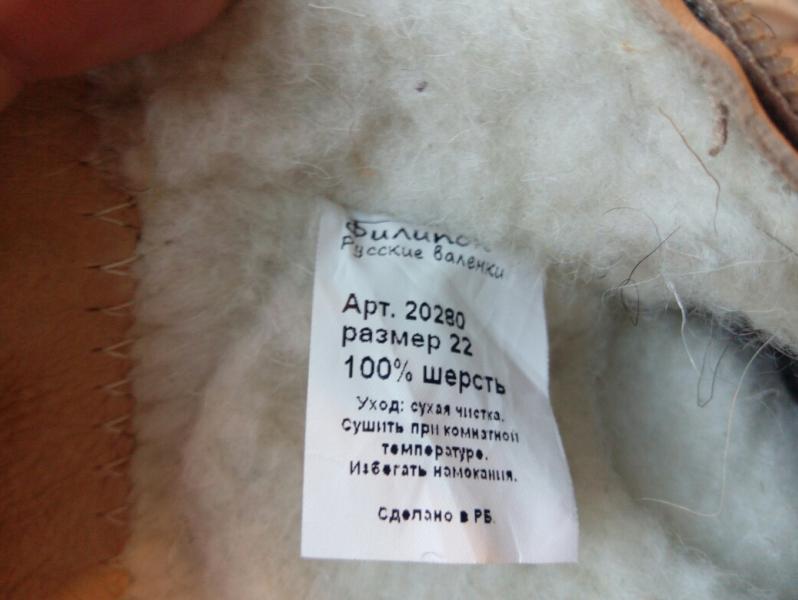 Филипок
Русские валенки
Арт. 20280
размер 22
100% шерсть
Уход: сухая чистка.
Сушить при комнатной
температуре.
Избегать намокания.
Сделано в РБ.